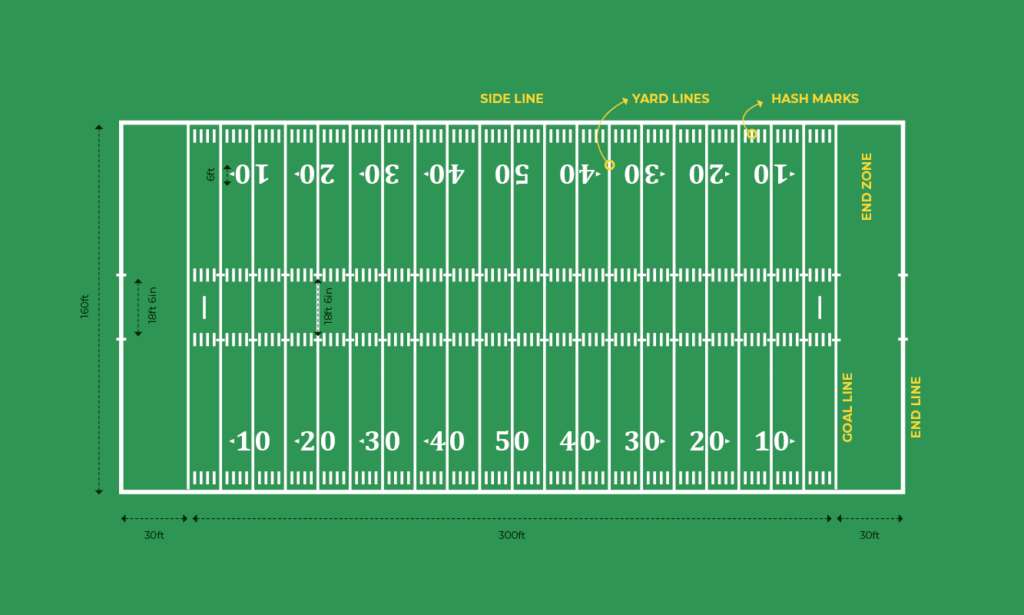 SIDE LINE YARD LINES HASH MARKS
6ft
10 20 30 40 50 40 30 20 10
END ZONE
160ft
18ft 6in
18ft 6in
GOAL LINE
END LINE
10 20 30 40 50 40 30 20 10
30ft 300ft 30ft